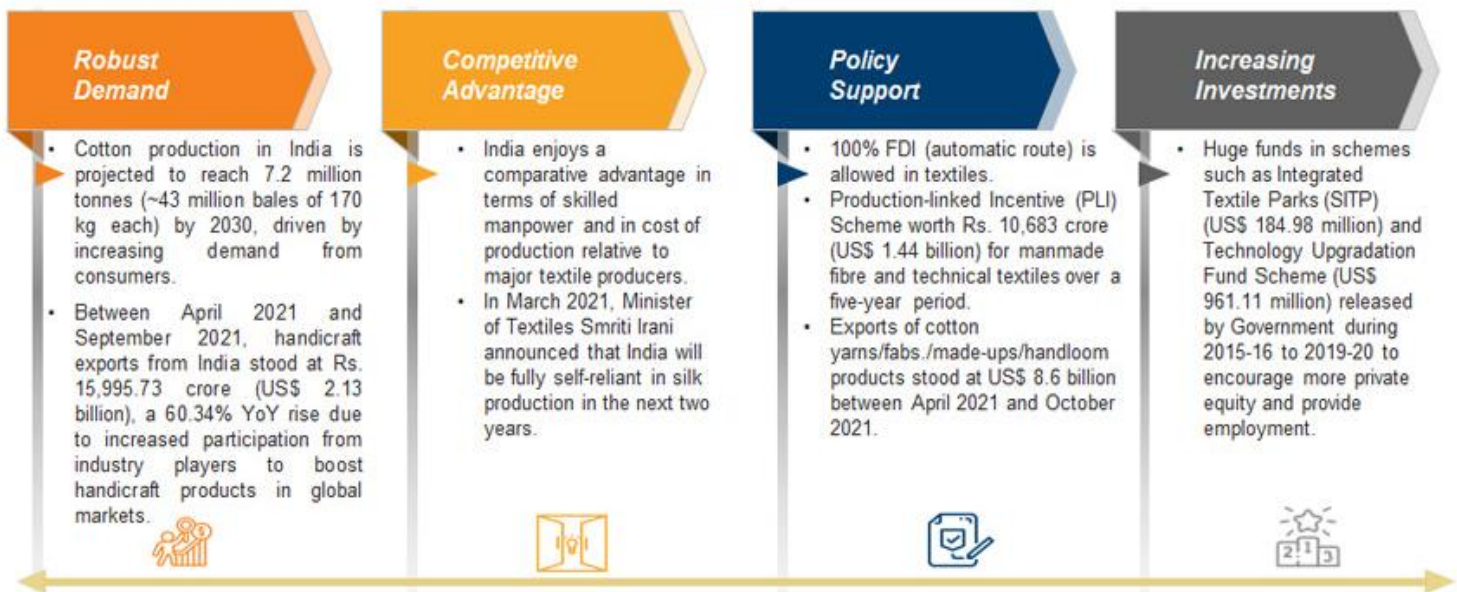 Robust
Demand
• Cotton production in India is
projected to reach 7.2 million
tonnes (~43 million bales of 170
kg each) by 2030, driven by
increasing demand from
consumers.
• Between April 2021 and
September 2021, handicraft
exports from India stood at Rs.
15,995.73 crore (US$ 2.13
billion), a 60.34% YoY rise due
to increased participation from
industry players to boost
handicraft products in global
markets.
$
Competitive
Advantage
• India enjoys a
comparative advantage in
terms of skilled
manpower and in cost of
production relative to
major textile producers.
• In March 2021, Minister
of Textiles Smriti Irani
announced that India will
be fully self-reliant in silk
production in the next two
years.
Policy
Support
• 100% FDI (automatic route) is
allowed in textiles.
• Production-linked Incentive (PLI)
Scheme worth Rs. 10,683 crore
(US$ 1.44 billion) for manmade
fibre and technical textiles over a
five-year period.
• Exports of cotton
yarns/fabs./made-ups/handloom
products stood at US$ 8.6 billion
between April 2021 and October
2021.
Increasing
Investments
• Huge funds in schemes
such as Integrated
Textile Parks (SITP)
(US$ 184.98 million) and
Technology Upgradation
Fund Scheme (US$
961.11 million) released
by Government during
2015-16 to 2019-20 to
encourage more private
equity and provide
employment.
2 1 3